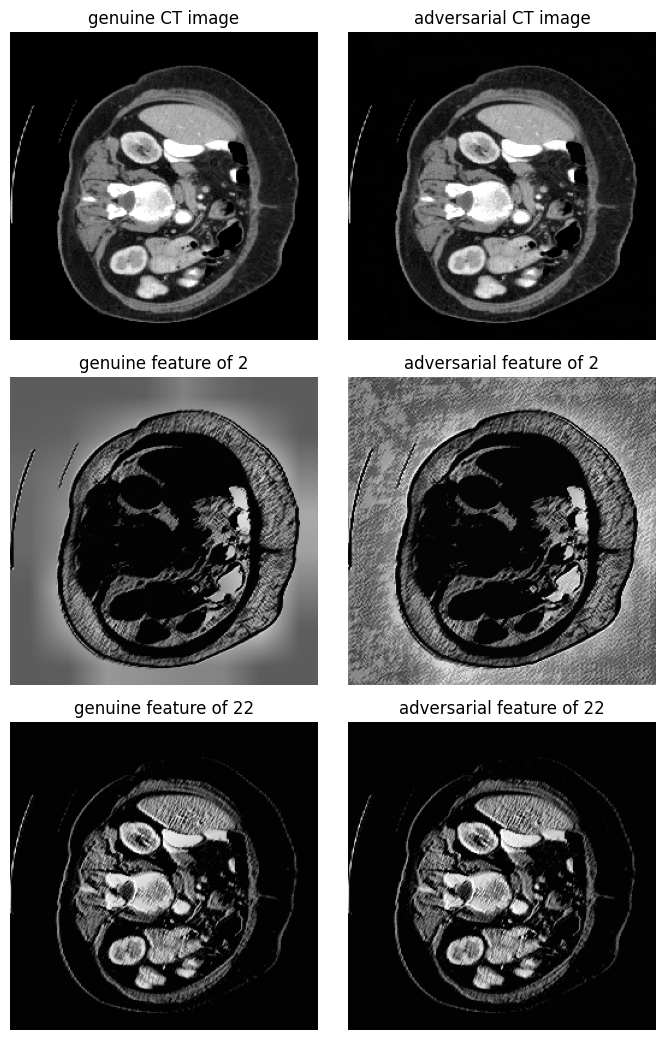 genuine CT image
adversarial CT image
genuine feature of 2
adversarial feature of 2
genuine feature of 22
adversarial feature of 22